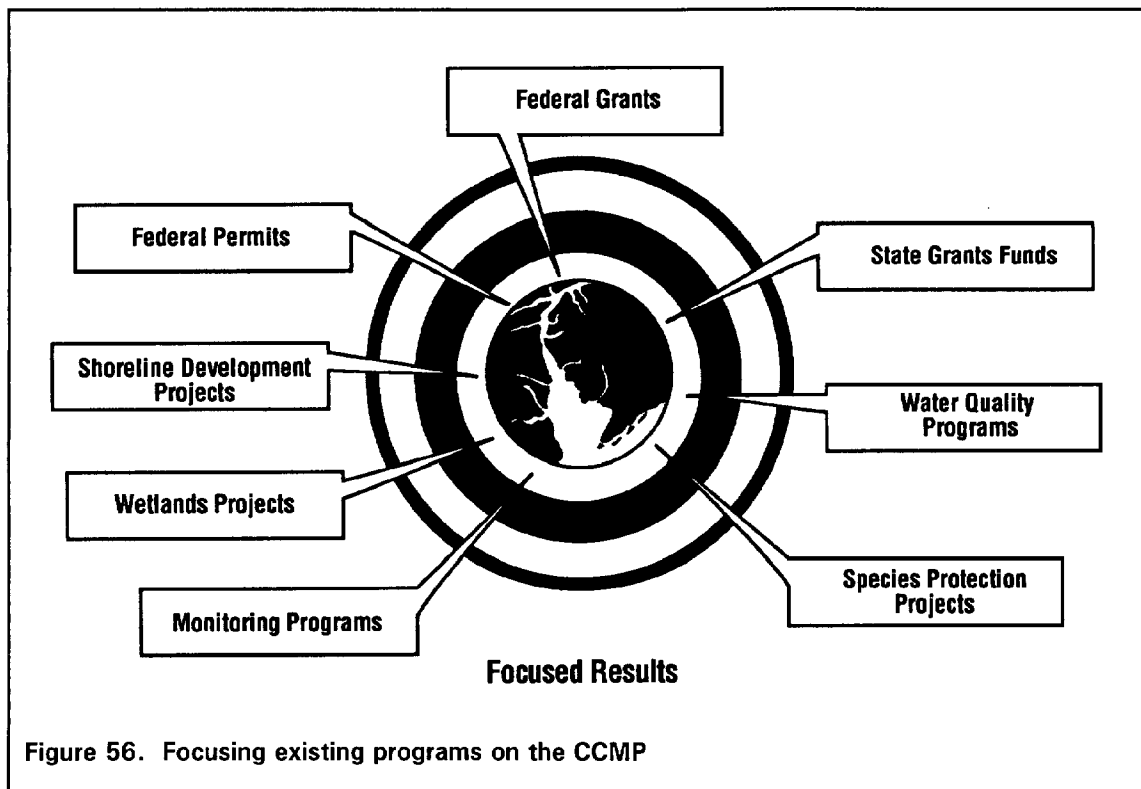 Federal Grants
Federal Permits
State Grants Funds
Shoreline Development
Projects
Water Quality
Programs
Wetlands Projects
Species Protection
Projects
Monitoring Programs
Focused Results
Figure 56. Focusing existing programs on the CCMP